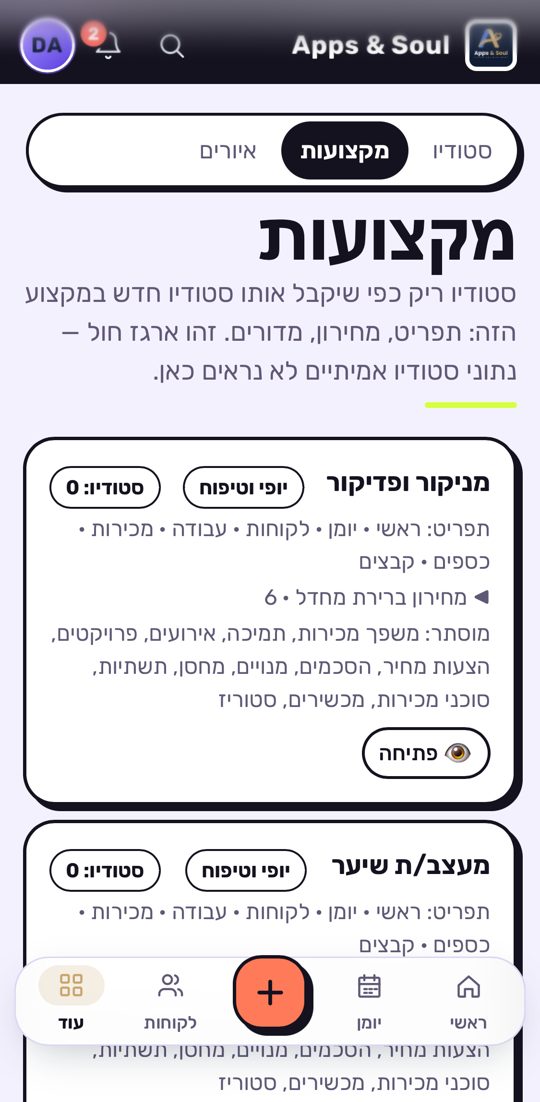 Apps & Soul
Apps & Soul
2
DA
סטודיו
מקצועות
איורים
מקצועות
סטודיו ריק כפי שיקבל אותו סטודיו חדש במקצוע
הזה: תפריט, מחירון, מדורים. זהו ארגז חול –
נתוני סטודיו אמיתיים לא נראים כאן.
מניקור ופדיקור
יופי וטיפוח
סטודיו: 0
תפריט: ראשי • יומן • לקוחות • עבודה • מכירות •
כספים • קבצים
◀ מחירון ברירת מחדל • 6
מוסתר: משפך מכירות, תמיכה, אירועים, פרויקטים,
הצעות מחיר, הסכמים, מנויים, מחסן, תשתיות,
סוכני מכירות, מכשירים, סטוריז
👁️ פתיחה
מעצב/ת שיער
יופי וטיפוח
סטודיו: 0
תפריט: ראשי • יומן • לקוחות • עבודה • מכירות •
כספים • קבצים
ראשי
יומן
+
לקוחות
עוד
הצעות מחיר, הסכמים, מנויים, מחסן, תשתיות,
סוכני מכירות, מכשירים, סטוריז